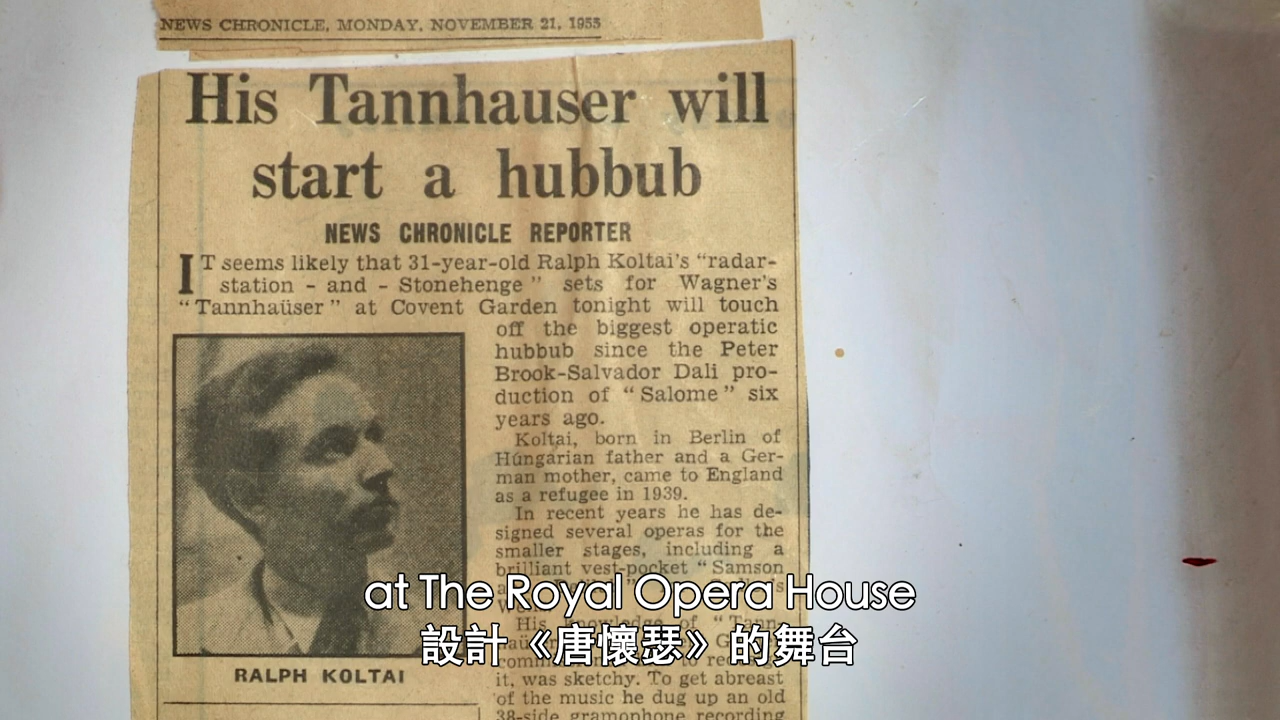 NEWS CHRONICLE, MONDAY, NOVEMBER 21, 1955
His Tannhauser will
start a hubbub
NEWS CHRONICLE REPORTER
IT seems likely that 31-year-old Ralph Koltai's "radar-
station - and - Stonehenge" sets for Wagner's
"Tannhaüser" at Covent Garden tonight will touch
off the biggest operatic
hubbub since the Peter
Brook-Salvador Dali pro-
duction of "Salome" six
years ago.
Koltai, born in Berlin of
Húngarian father and a Ger-
man mother, came to England
as a refugee in 1939.
In recent years he has de-
signed several operas for the
smaller stages, including a
brilliant vest-pocket "Samson
His knowledge of "Tann-
it, was sketchy. To get abreast
of the music he dug up an old
38-side gramophone recording
RALPH KOLTAI
at The Royal Opera House
設計《唐懷瑟》的舞台